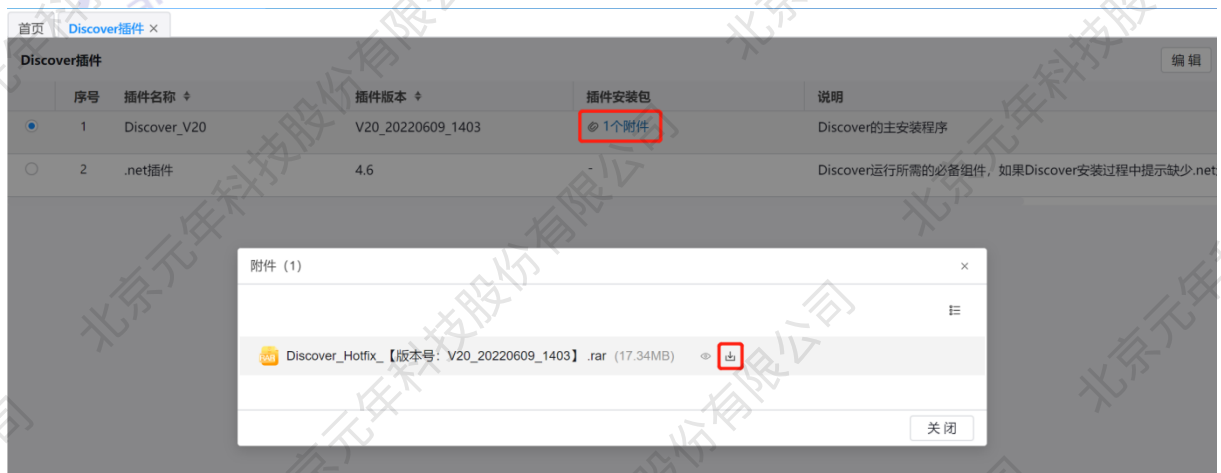 首页 Discover插件 ×
Discover插件 编辑
序号 插件名称 插件版本 插件安装包 说明
1 Discover_V20 V20_20220609_1403 1个附件 Discover的主安装程序
2 .net插件 4.6 - Discover运行所需的必备组件，如果Discover安装过程中提示缺少.net
附件（1） ×
Discover_Hotfix_【版本号：V20_20220609_1403】.rar (17.34MB)
关闭
北京元年科技股份有限公司